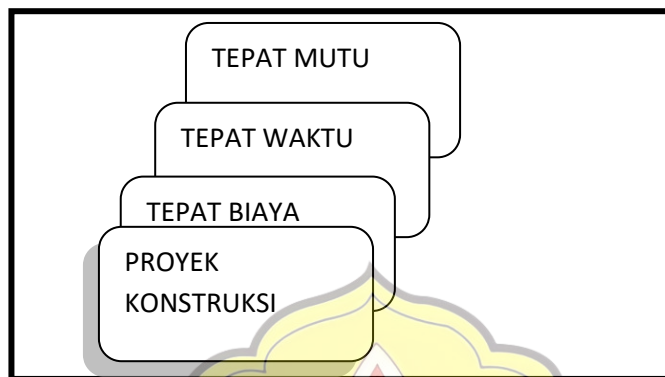 TEPAT MUTU
TEPAT WAKTU
TEPAT BIAYA
PROYEK
KONSTRUKSI